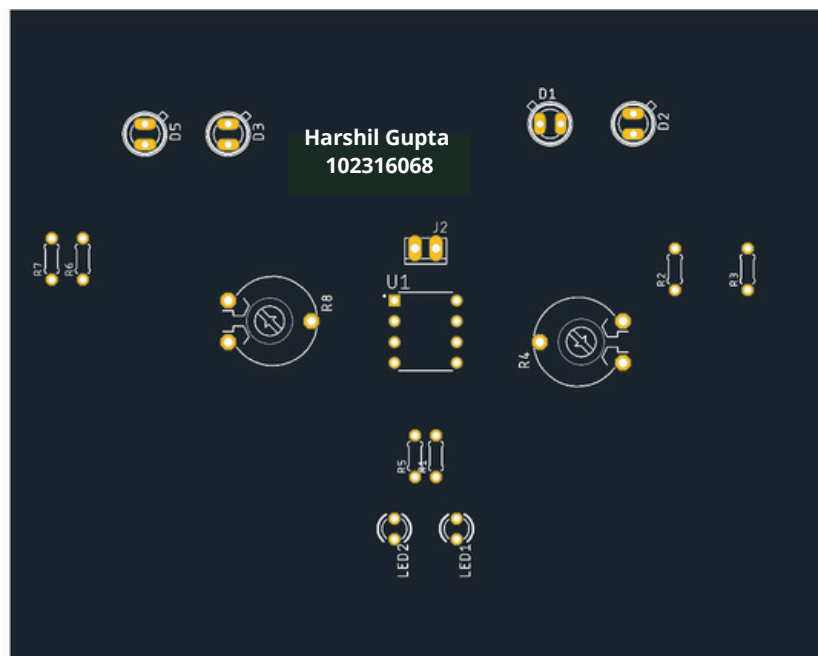 D1
D5
D3
D2
Harshil Gupta
102316068
J2
R7
R6
R2
R3
U1
R8
R4
R5
R1
LED2
LED1